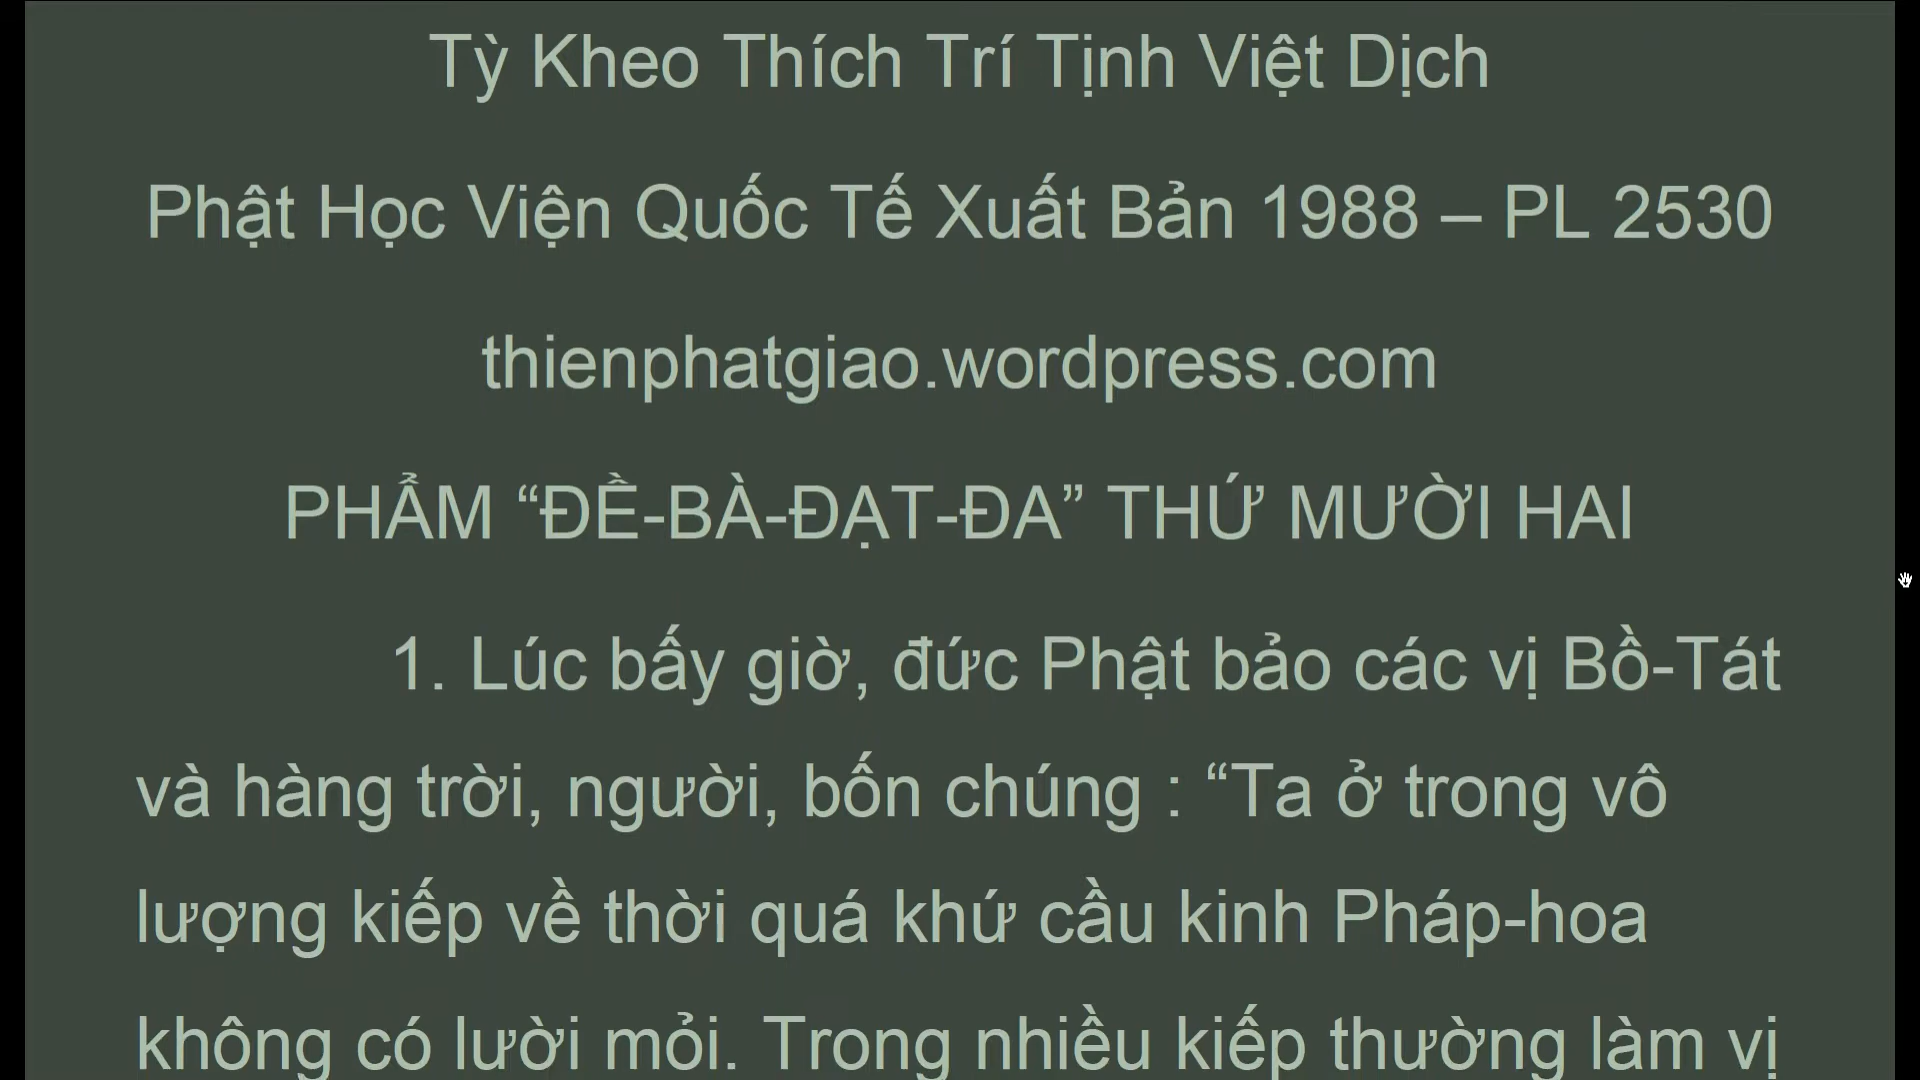 Tỳ Kheo Thích Trí Tịnh Việt Dịch
Phật Học Viện Quốc Tế Xuất Bản 1988 – PL 2530
thienphatgiao.wordpress.com
PHẨM “ĐỀ-BÀ-ĐẠT-ĐA” THỨ MƯỜI HAI
1. Lúc bấy giờ, đức Phật bảo các vị Bồ-Tát
và hàng trời, người, bốn chúng : “Ta ở trong vô
lượng kiếp về thời quá khứ cầu kinh Pháp-hoa
không có lười mỏi. Trong nhiều kiếp thường làm vị